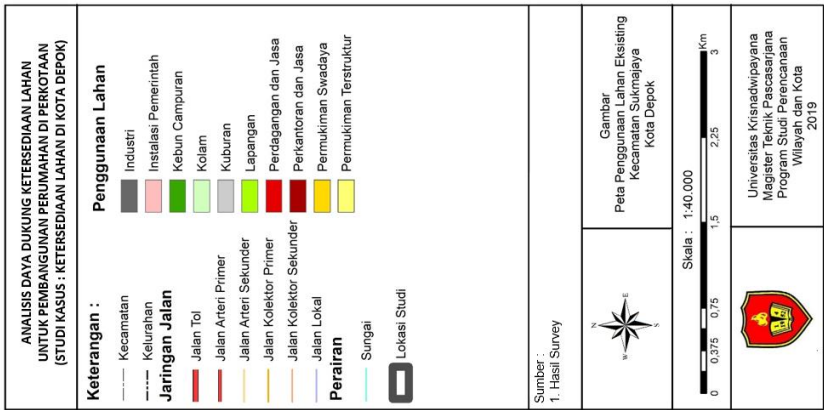 ANALISIS DAYA DUKUNG KETERSEDIAAN LAHAN
UNTUK PEMBANGUNAN PERUMAHAN DI PERKOTAAN
(STUDI KASUS : KETERSEDIAAN LAHAN DI KOTA DEPOK)
Keterangan :
Kecamatan
Kelurahan
Jaringan Jalan
Jalan Tol
Jalan Arteri Primer
Jalan Arteri Sekunder
Jalan Kolektor Primer
Jalan Kolektor Sekunder
Jalan Lokal
Perairan
Sungai
Lokasi Studi
Penggunaan Lahan
Industri
Instalasi Pemerintah
Kebun Campuran
Kolam
Kuburan
Lapangan
Perdagangan dan Jasa
Perkantoran dan Jasa
Permukiman Swadaya
Permukiman Terstruktur
Sumber :
1. Hasil Survey
N
W
E
S
Gambar
Peta Penggunaan Lahan Eksisting
Kecamatan Sukmajaya
Kota Depok
Skala : 1:40.000
0 0,375 0,75 1,5 2,25 3
Km
Universitas Krisnadwipayana
Magister Teknik Pascasarjana
Program Studi Perencanaan
Wilayah dan Kota
2019